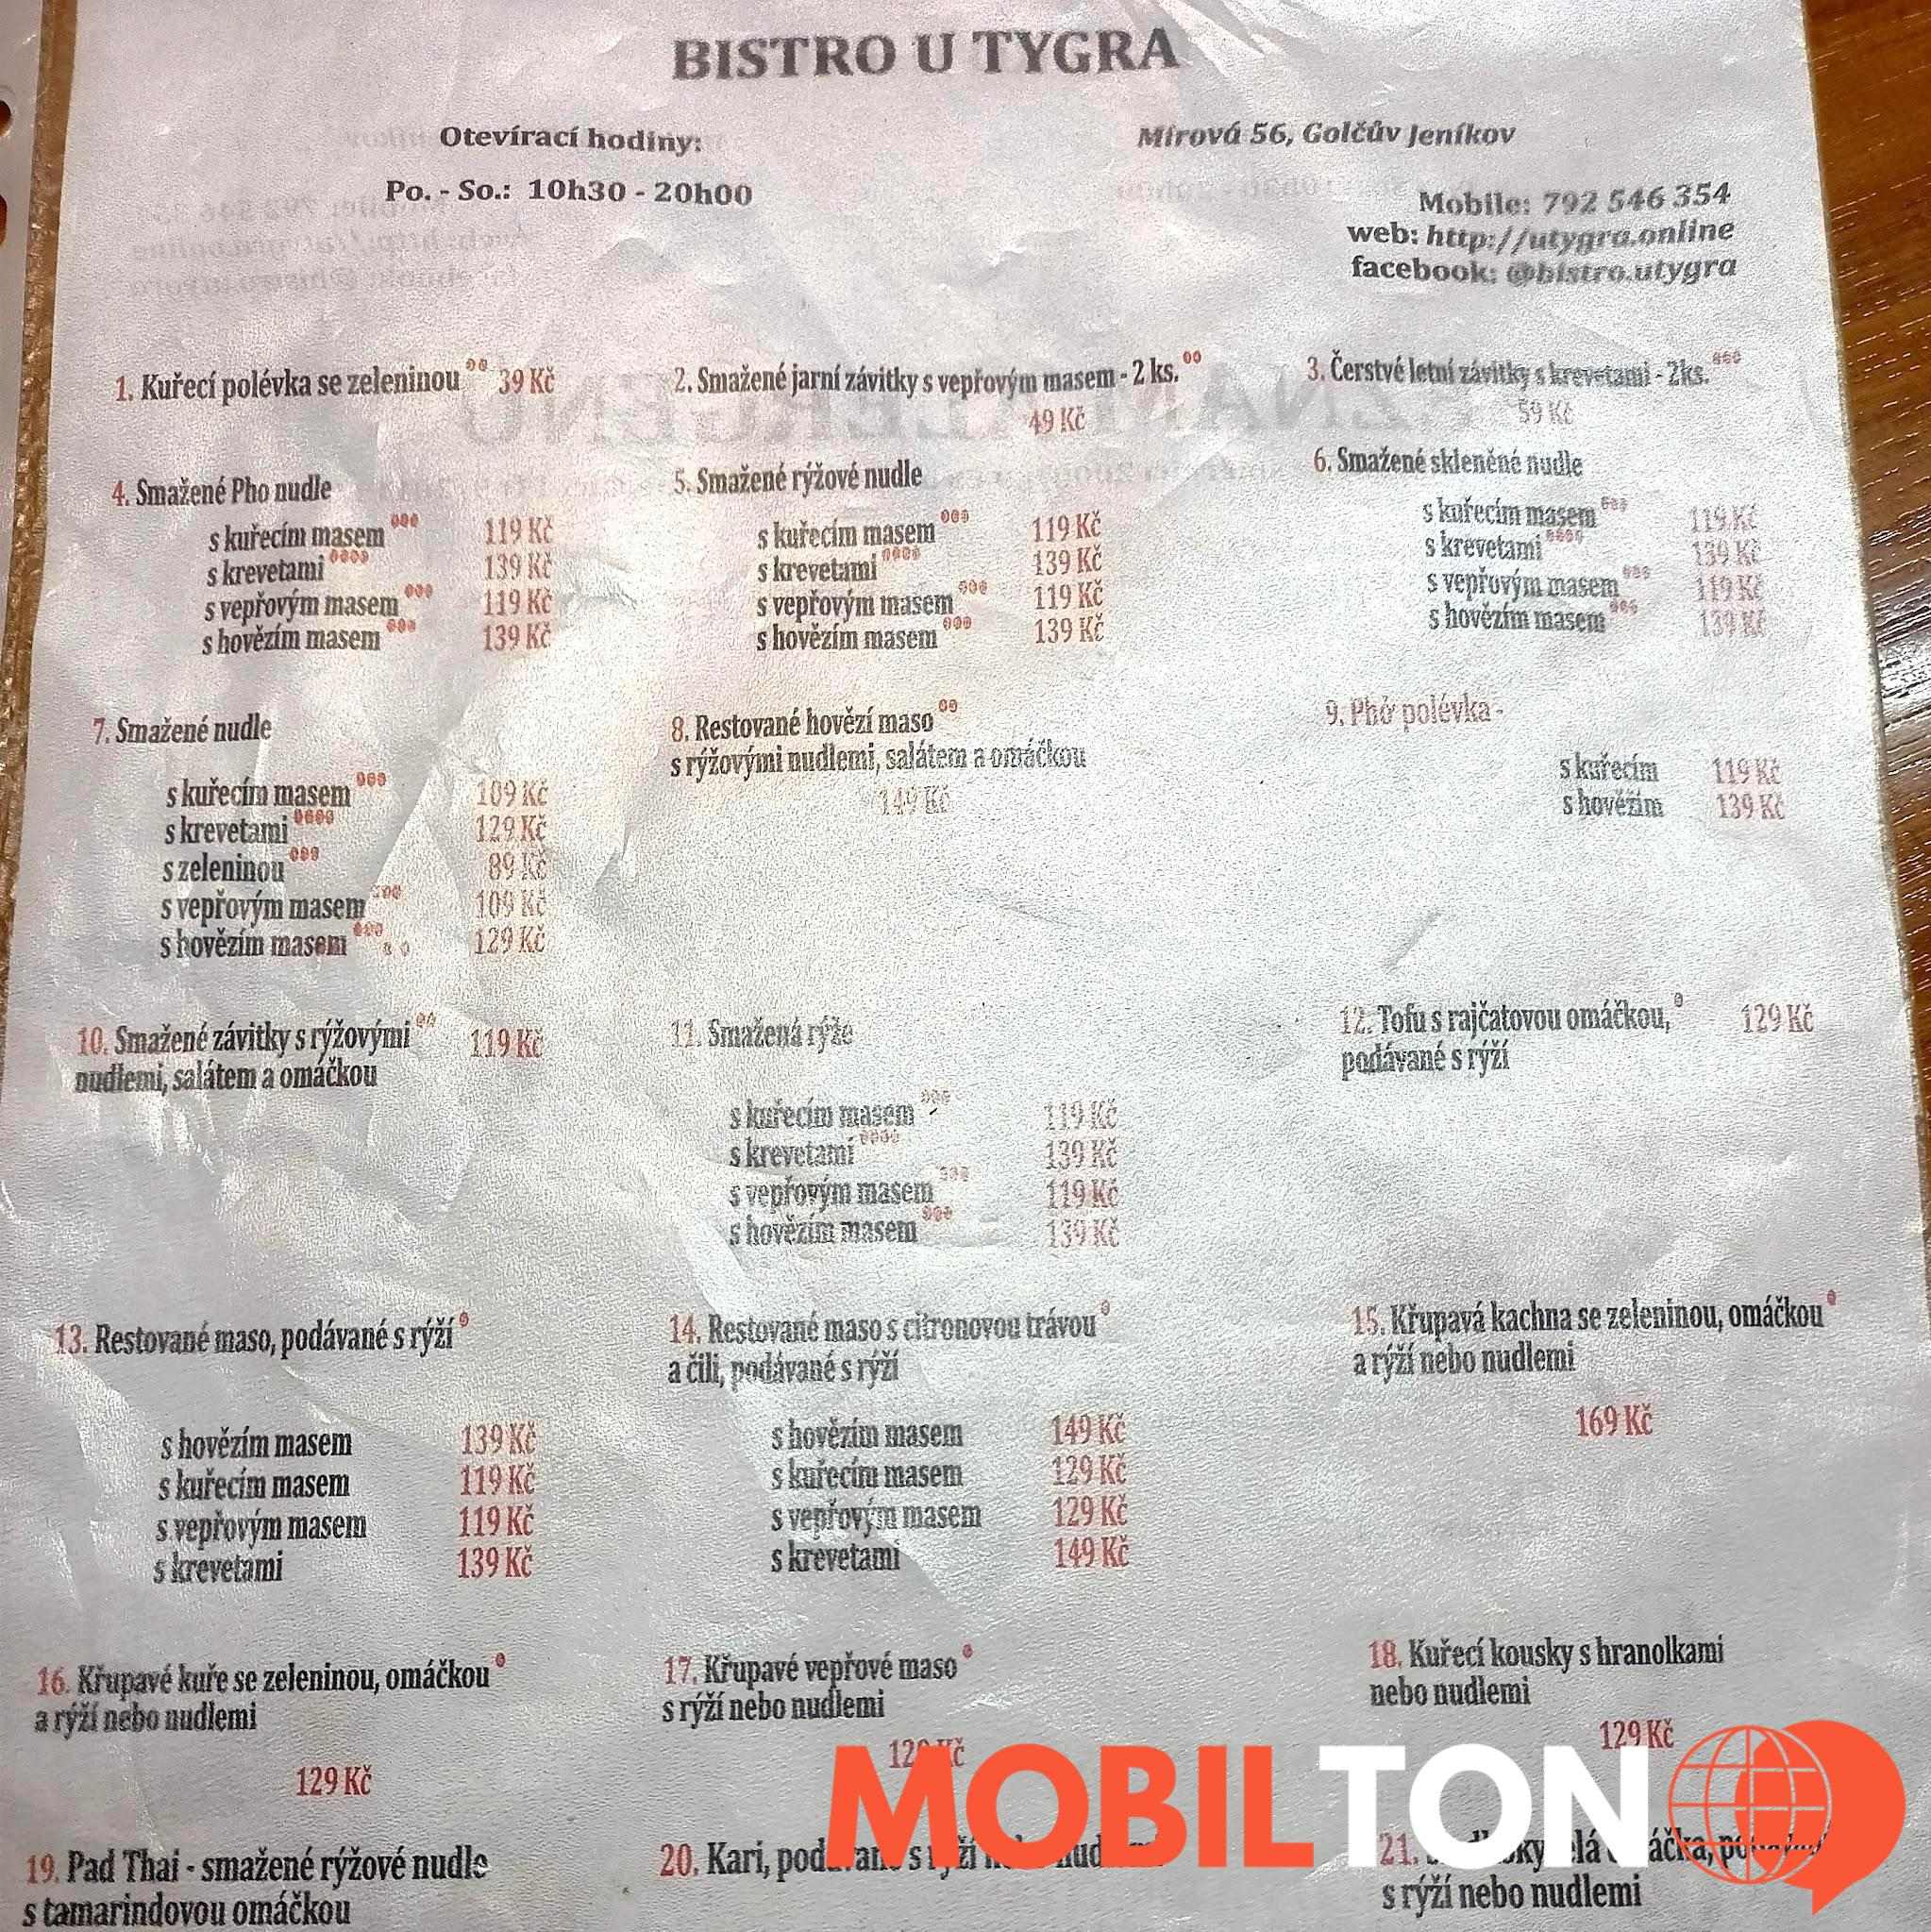 BISTRO U TYGRA
Otevírací hodiny:
Po. - So.: 10h30 - 20h00
Mírová 56, Golčův Jeníkov
Mobile: 792 546 354
web: http://utygra.online
facebook: @bistro.utygra
1. Kuřecí polévka se zeleninou 39 Kč
2. Smažené jarní závitky s vepřovým masem - 2 ks.
49 Kč
3. Čerstvé letní závitky s krevetami - 2ks.
59 Kč
4. Smažené Pho nudle
s kuřecím masem 119 Kč
s krevetami 139 Kč
s vepřovým masem 119 Kč
s hovězím masem 139 Kč
5. Smažené rýžové nudle
s kuřecím masem 119 Kč
s krevetami 139 Kč
s vepřovým masem 119 Kč
s hovězím masem 139 Kč
6. Smažené skleněné nudle
s kuřecím masem 119 Kč
s krevetami 139 Kč
s vepřovým masem 119 Kč
s hovězím masem 139 Kč
7. Smažené nudle
s kuřecím masem 109 Kč
s krevetami 129 Kč
s zeleninou 89 Kč
s vepřovým masem 109 Kč
s hovězím masem 129 Kč
8. Restované hovězí maso
s rýžovými nudlemi, salátem a omáčkou
149 Kč
9. Phở polévka -
s kuřecím 119 Kč
s hovězím 139 Kč
10. Smažené závitky s rýžovými 119 Kč
nudlemi, salátem a omáčkou
11. Smažená rýže
s kuřecím masem 119 Kč
s krevetami 139 Kč
s vepřovým masem 119 Kč
s hovězím masem 139 Kč
12. Tofu s rajčatovou omáčkou, 129 Kč
podávané s rýží
13. Restované maso, podávané s rýží
s hovězím masem 139 Kč
s kuřecím masem 119 Kč
s vepřovým masem 119 Kč
s krevetami 139 Kč
14. Restované maso s citronovou trávou
a čili, podávané s rýží
s hovězím masem 149 Kč
s kuřecím masem 129 Kč
s vepřovým masem 129 Kč
s krevetami 149 Kč
15. Křupavá kachna se zeleninou, omáčkou
a rýží nebo nudlemi
169 Kč
16. Křupavé kuře se zeleninou, omáčkou
a rýží nebo nudlemi
129 Kč
17. Křupavé vepřové maso
s rýží nebo nudlemi
Kč
18. Kuřecí kousky s hranolkami
nebo nudlemi
129 Kč
MOBILTON
19. Pad Thai - smažené rýžové nudle
s tamarindovou omáčkou
20. Kari,
21.
s rýží nebo nudlemi